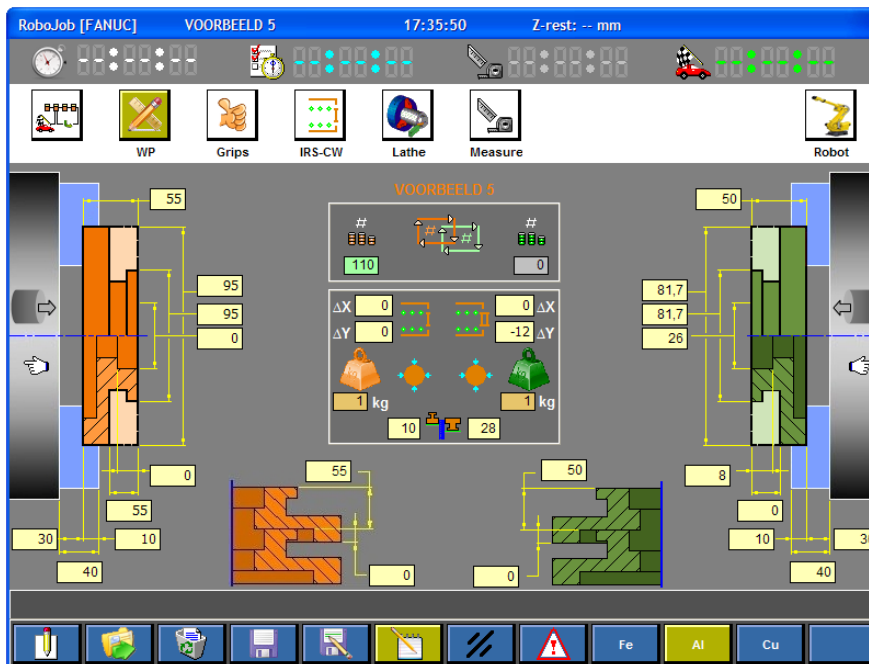 RoboJob [FANUC] VOORBEELD 5 17:35:50 Z-rest: -- mm
WP Grips IRS-CW Lathe Measure Robot
55 VOORBEELD 5 50
# # # #
110 0
95 81,7
95 81,7
0 26
ΔX 0 0 ΔX
ΔY 0 -12 ΔY
1 kg 1 kg
10 28
0 55 50 8
55 0
30 10 10 30
40 0 0 40
Fe Al Cu